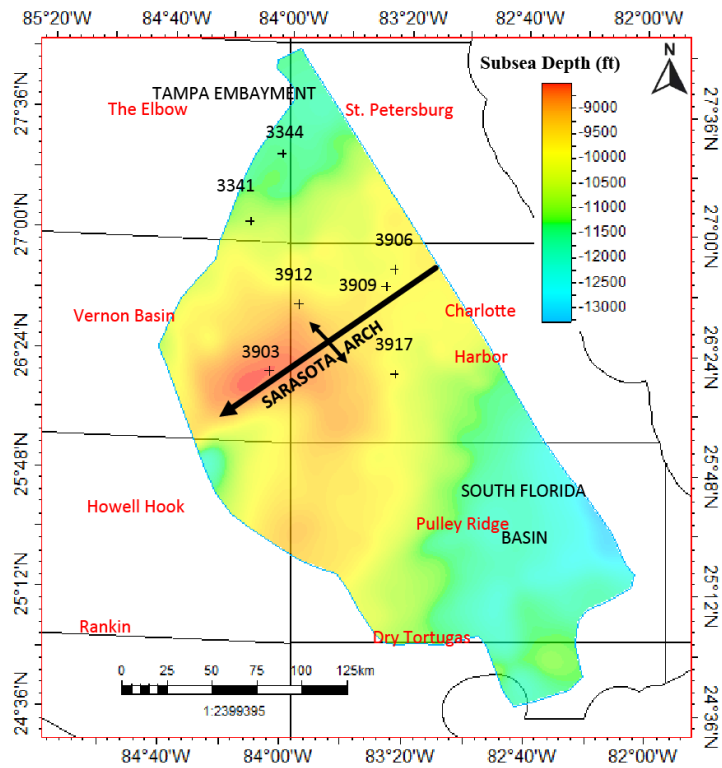 85°20'W 84°40'W 84°00'W 83°20'W 82°40'W 82°00'W
Subsea Depth (ft)
N
-9000
-9500
-10000
-10500
-11000
-11500
-12000
-12500
-13000
27°36'N
27°00'N
26°24'N
25°48'N
25°12'N
24°36'N
27°36'N
27°00'N
26°24'N
25°48'N
25°12'N
24°36'N
TAMPA EMBAYMENT
The Elbow
St. Petersburg
3344
3341
3906
3912
3909
Vernon Basin
Charlotte
Harbor
3903
3917
SARASOTA ARCH
SOUTH FLORIDA
BASIN
Howell Hook
Pulley Ridge
Rankin
Dry Tortugas
0 25 50 75 100 125km
1:2399395
84°40'W 84°00'W 83°20'W 82°40'W 82°00'W